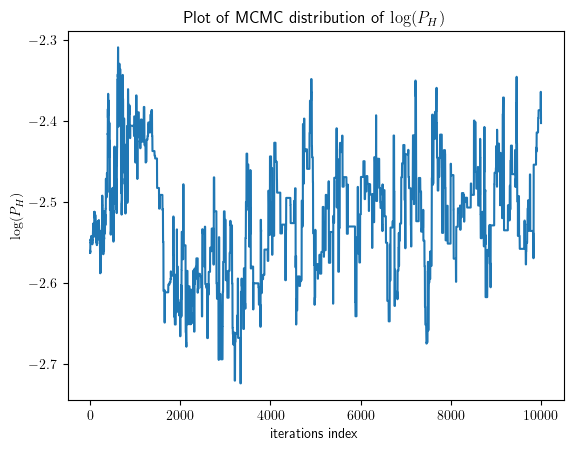 Plot of MCMC distribution of log(P_H)
−2.3
−2.4
−2.5
−2.6
−2.7
log(P_H)
0 2000 4000 6000 8000 10000
iterations index